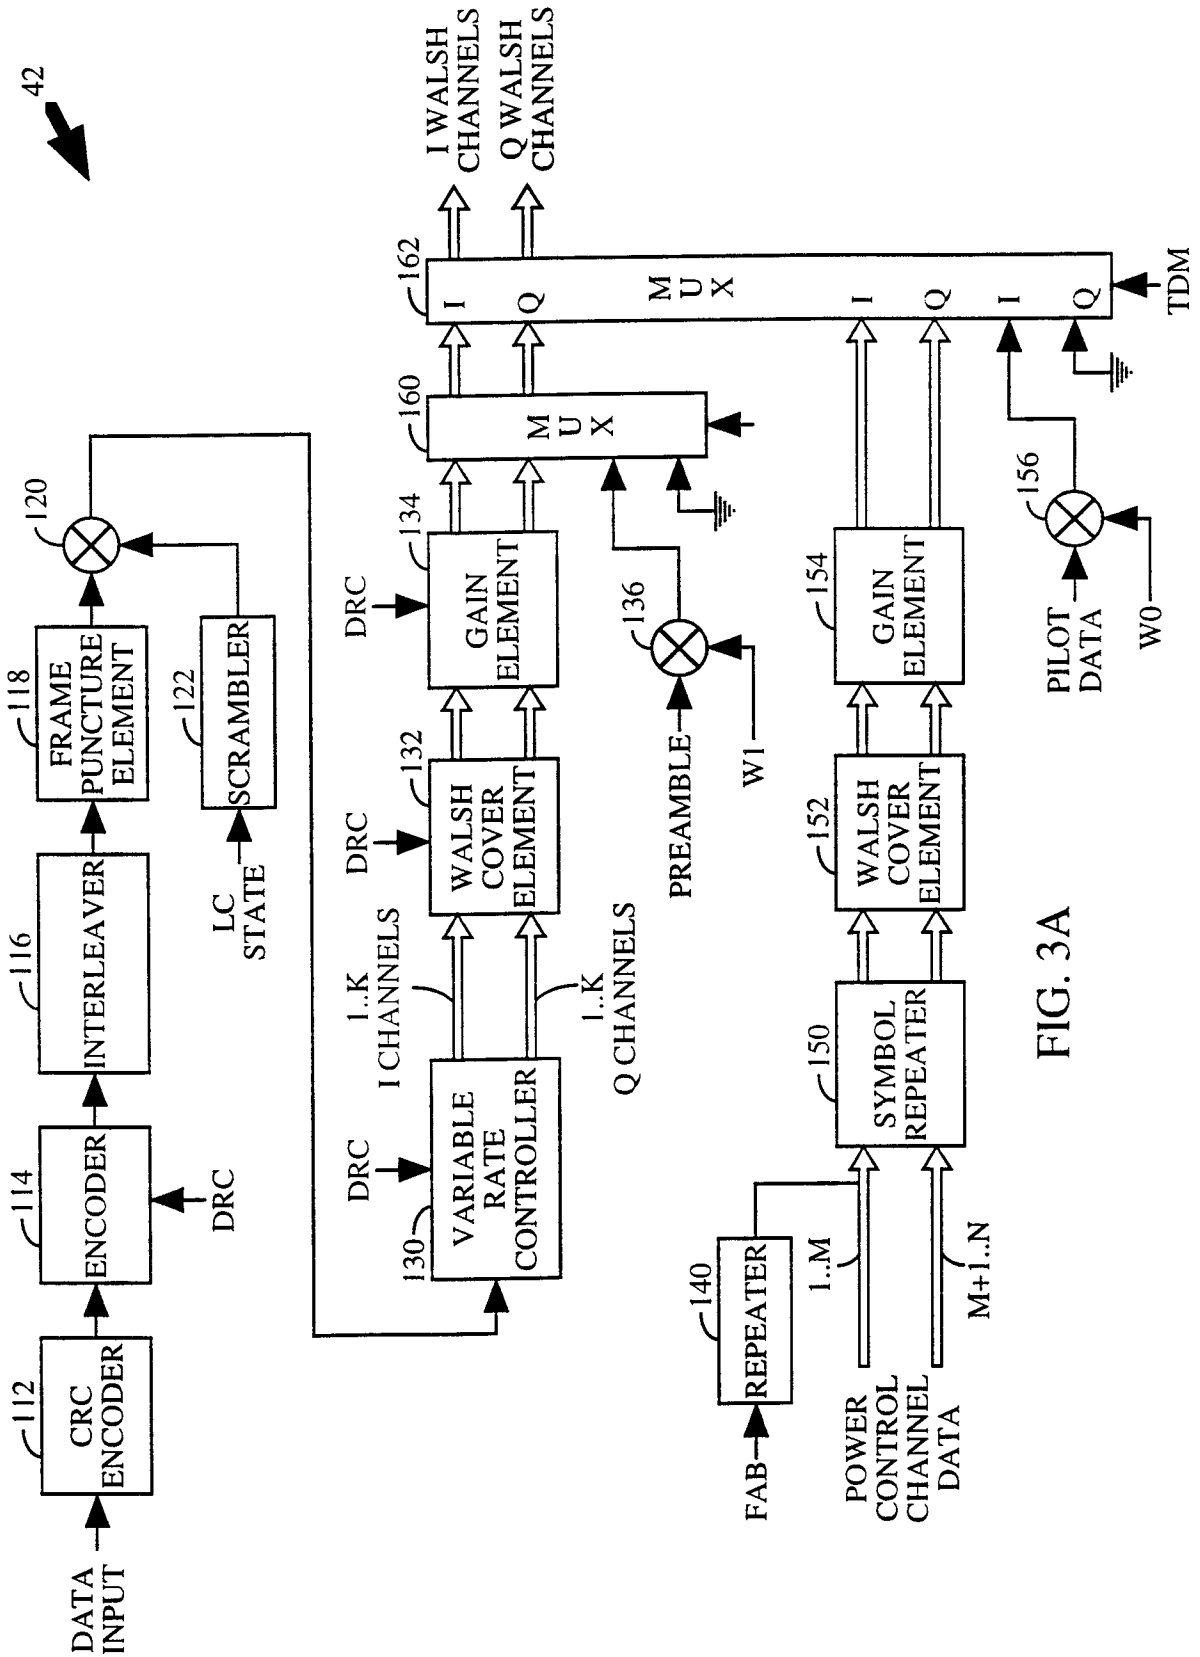 42
DATA
INPUT
112
CRC
ENCODER
114
ENCODER
DRC
116
INTERLEAVER
118
FRAME
PUNCTURE
ELEMENT
120
LC
STATE
122
SCRAMBLER
DRC
130
VARIABLE
RATE
CONTROLLER
1..K
I CHANNELS
1..K
Q CHANNELS
DRC
132
WALSH
COVER
ELEMENT
DRC
134
GAIN
ELEMENT
PREAMBLE
136
W1
160
MUX
162
I
Q
MUX
I
Q
I
Q
TDM
I WALSH
CHANNELS
Q WALSH
CHANNELS
FAB
140
REPEATER
POWER
CONTROL
CHANNEL
DATA
1..M
M+1..N
150
SYMBOL
REPEATER
152
WALSH
COVER
ELEMENT
154
GAIN
ELEMENT
PILOT
DATA
156
W0
FIG. 3A